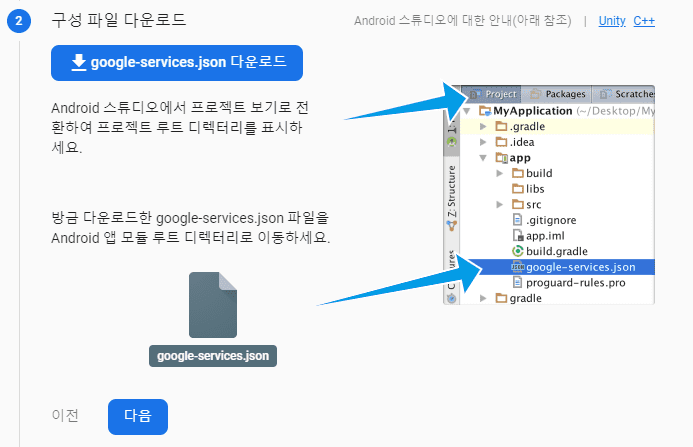 2 구성 파일 다운로드 Android 스튜디오에 대한 안내(아래 참조) | Unity C++
google-services.json 다운로드
Android 스튜디오에서 프로젝트 보기로 전
환하여 프로젝트 루트 디렉터리를 표시하
세요.
방금 다운로드한 google-services.json 파일을
Android 앱 모듈 루트 디렉터리로 이동하세요.
google-services.json
Project Packages Scratches
MyApplication (~/Desktop/My
.gradle
.idea
app
build
libs
src
.gitignore
app.iml
build.gradle
google-services.json
proguard-rules.pro
gradle
Z: Structure
이전 다음